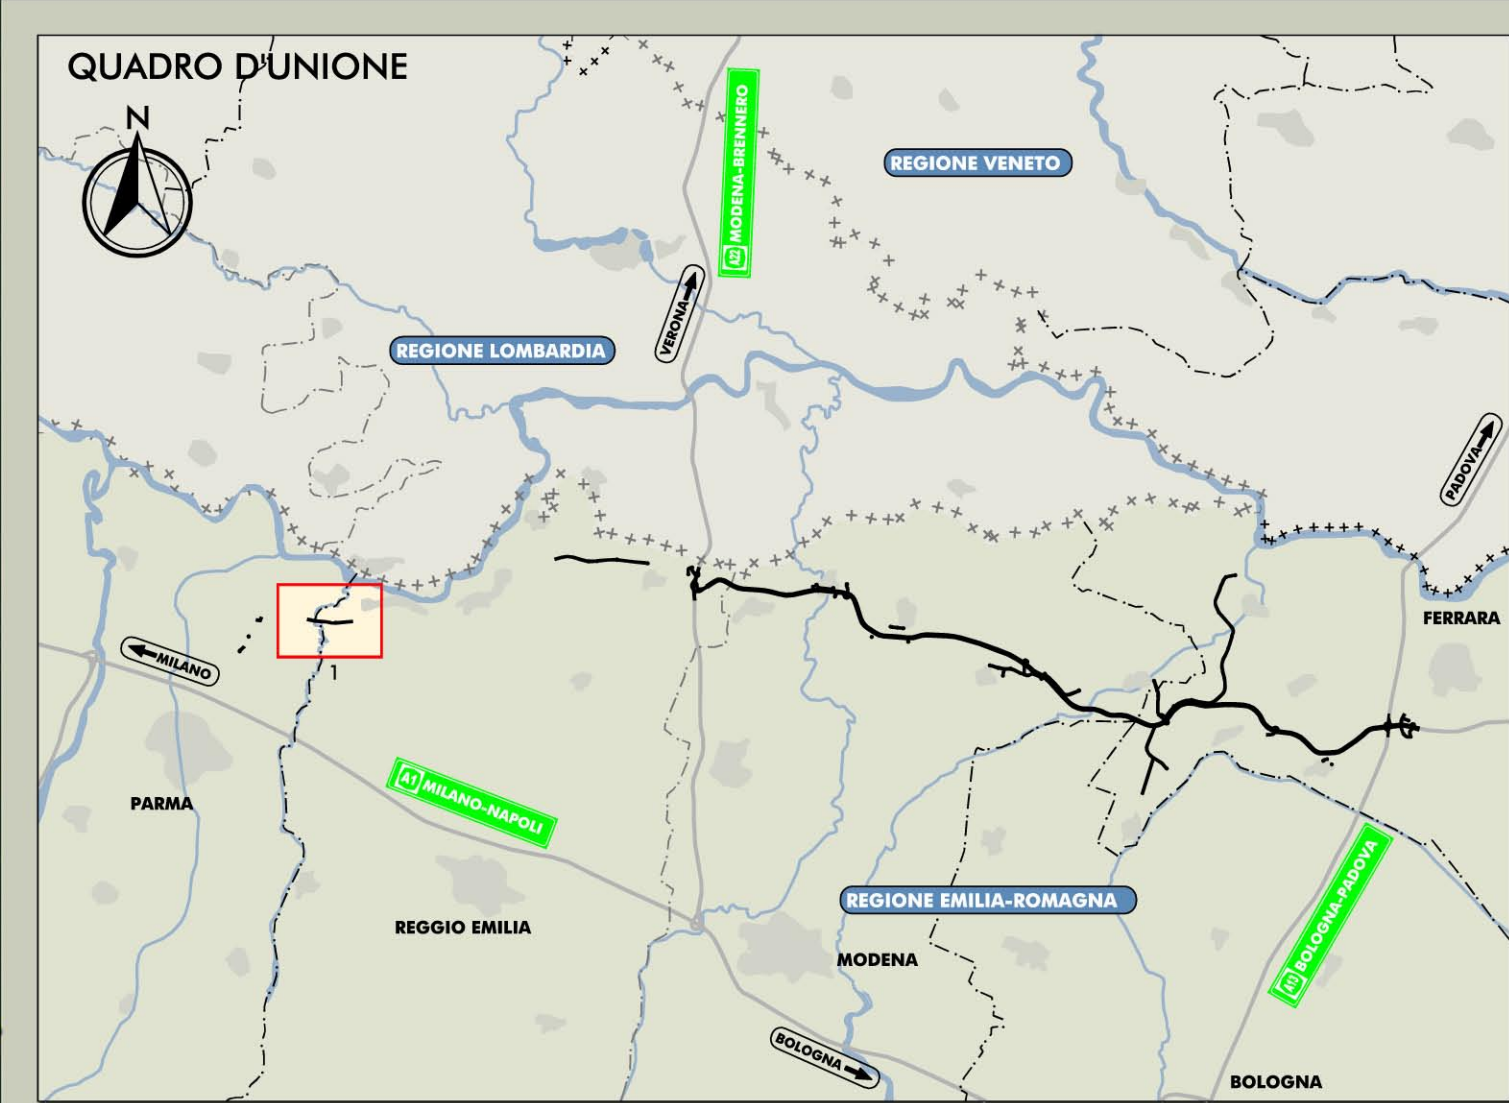 QUADRO D'UNIONE
N
A22 MODENA-BRENNERO
REGIONE VENETO
VERONA
REGIONE LOMBARDIA
PADOVA
FERRARA
MILANO
1
A1 MILANO-NAPOLI
PARMA
REGIONE EMILIA-ROMAGNA
A13 BOLOGNA-PADOVA
REGGIO EMILIA
MODENA
BOLOGNA
BOLOGNA